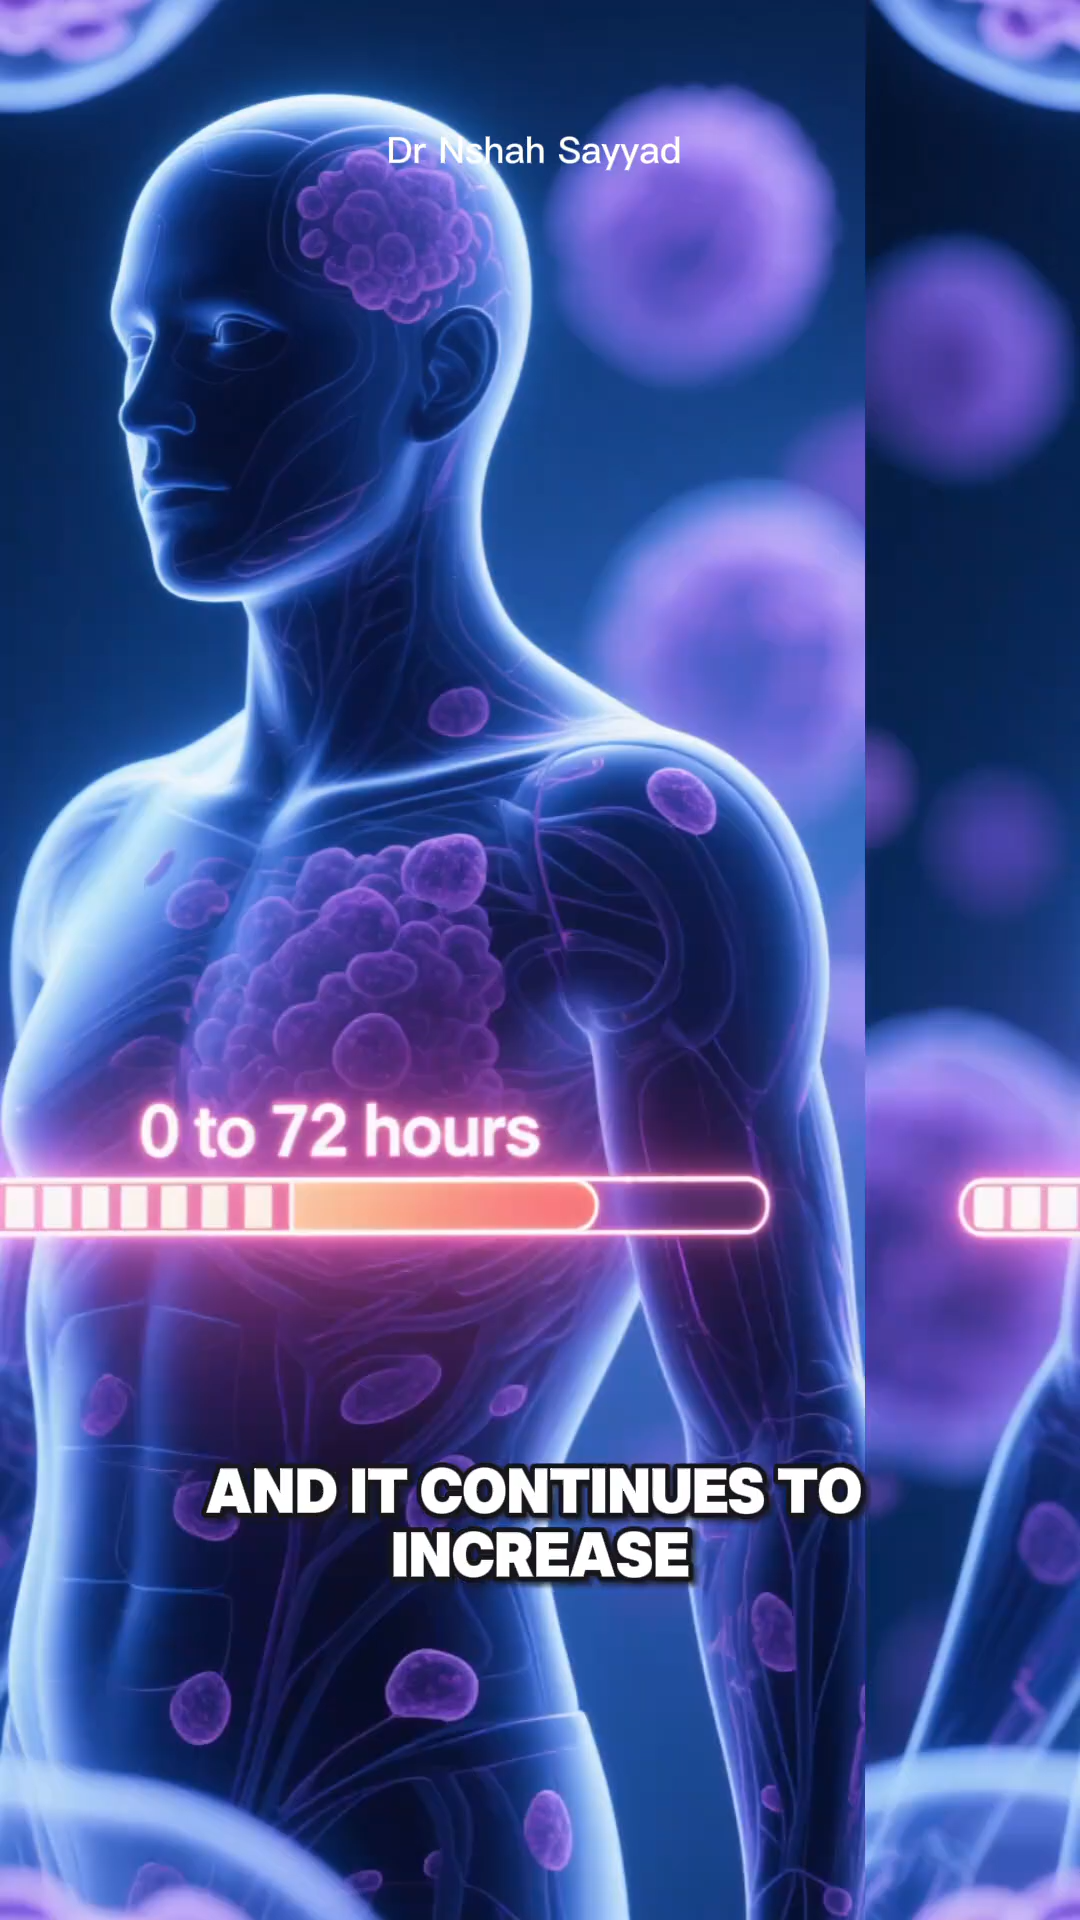 Dr Nshah Sayyad
0 to 72 hours
AND IT CONTINUES TO
INCREASE